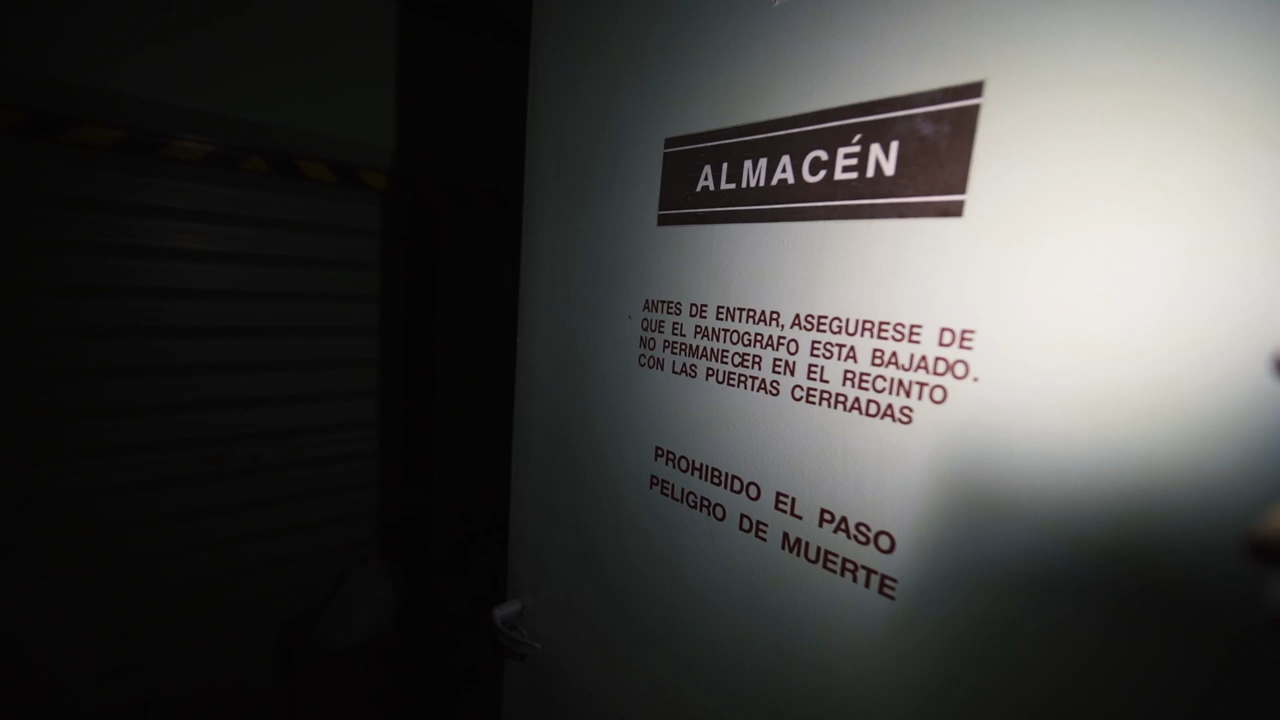 ALMACÉN
ANTES DE ENTRAR, ASEGURESE DE
QUE EL PANTOGRAFO ESTA BAJADO.
NO PERMANECER EN EL RECINTO
CON LAS PUERTAS CERRADAS
PROHIBIDO EL PASO
PELIGRO DE MUERTE